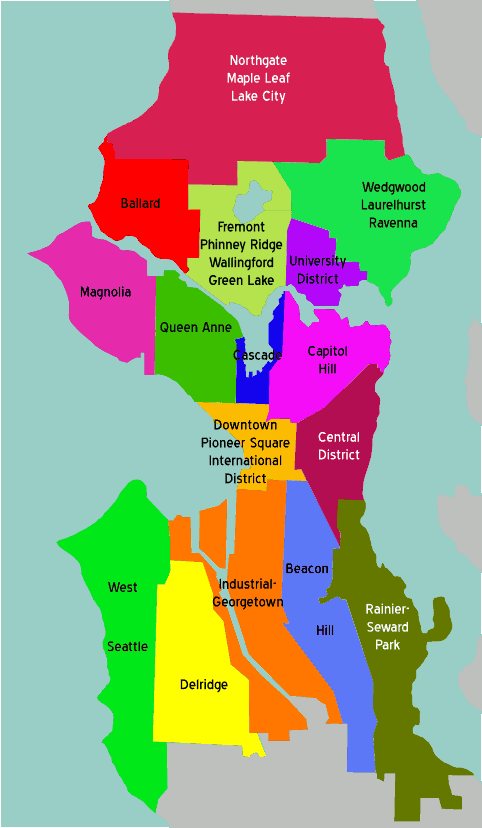 Northgate
Maple Leaf
Lake City
Wedgwood
Laurelhurst
Ravenna
Ballard
Fremont
Phinney Ridge
Wallingford
Green Lake
University
District
Magnolia
Queen Anne
Cascade
Capitol
Hill
Downtown
Pioneer Square
International
District
Central
District
West
Seattle
Industrial-
Georgetown
Beacon
Hill
Rainier-
Seward
Park
Delridge